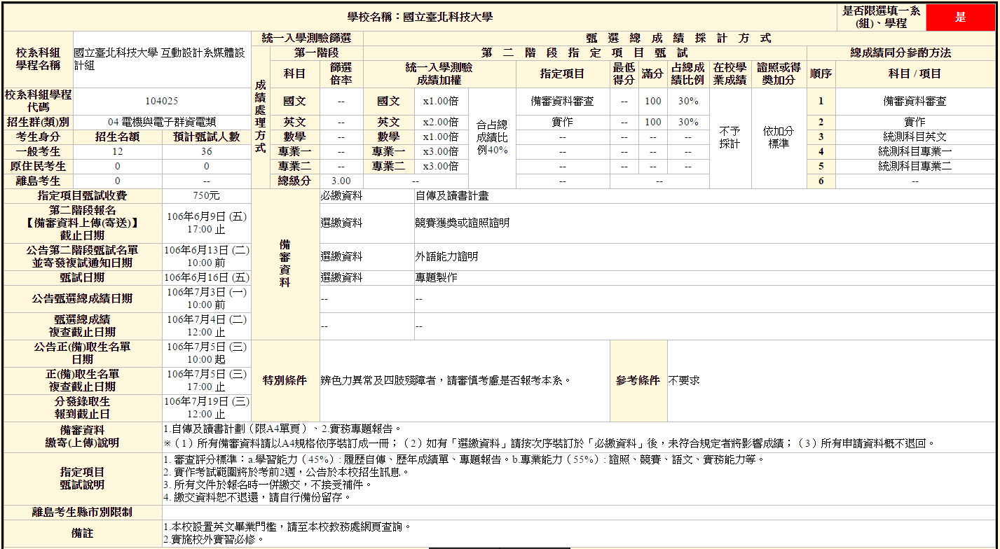 學校名稱：國立臺北科技大學 是否限選填一系(組)、學程 是
校系科組學程名稱 國立臺北科技大學 互動設計系媒體設計組 統一入學測驗篩選 甄選總成績採計方式
成績處理方式 第一階段 第二階段指定項目甄試 總成績同分參酌方法
科目 篩選倍率 統一入學測驗成績加權 指定項目 最低得分 滿分 占總成績比例 在校學業成績 證照或得獎加分 順序 科目 / 項目
校系科組學程代碼 104025 國文 -- 國文 x1.00倍 合占總成績比例40% 備審資料審查 -- 100 30% 不予採計 依加分標準 1 備審資料審查
招生群(類)別 04 電機與電子群資電類 英文 -- 英文 x2.00倍 實作 -- 100 30% 2 實作
考生身分 招生名額 預計甄試人數 數學 -- 數學 x1.00倍 -- -- -- -- 3 統測科目英文
一般考生 12 36 專業一 -- 專業一 x3.00倍 -- -- -- -- 4 統測科目專業一
原住民考生 0 0 專業二 -- 專業二 x3.00倍 -- -- -- -- 5 統測科目專業二
離島考生 0 -- 總級分 3.00 -- -- -- -- 6 --
指定項目甄試收費 750元 備審資料 必繳資料 自傳及讀書計畫
第二階段報名
【備審資料上傳(寄送)】
截止日期 106年6月9日 (五)
17:00 止 選繳資料 競賽獲獎或證照證明
公告第二階段甄試名單
並寄發複試通知日期 106年6月13日 (二)
10:00 前 選繳資料 外語能力證明
甄試日期 106年6月16日 (五) 選繳資料 專題製作
公告甄選總成績日期 106年7月3日 (一)
10:00 前 -- --
甄選總成績
複查截止日期 106年7月4日 (二)
12:00 止 -- --
公告正(備)取生名單
日期 106年7月5日 (三)
10:00 起 特別條件 辨色力異常及四肢殘障者，請審慎考慮是否報考本系。 參考條件 不要求
正(備)取生名單
複查截止日期 106年7月5日 (三)
17:00 止
分發錄取生
報到截止日 106年7月19日 (三)
12:00 止
備審資料
繳寄(上傳)說明
1.自傳及讀書計劃（限A4單頁）、2.實務專題報告。
※（1）所有備審資料請以A4規格依序裝訂成一冊；（2）如有「選繳資料」請按次序裝訂於「必繳資料」後，未符合規定者將影響成績；（3）所有申請資料概不退回。
指定項目
甄試說明
1. 審查評分標準：a.學習能力（45%）: 履歷自傳、歷年成績單、專題報告。b.專業能力（55%）: 證照、競賽、語文、實務能力等。
2. 實作考試範圍將於考前2週，公告於本校招生訊息。
3. 所有文件於報名時一併繳交，不接受補件。
4. 繳交資料恕不退還，請自行備份留存。
離島考生縣市別限制
備註
1.本校設置英文畢業門檻，請至本校教務處網頁查詢。
2.實施校外實習必修。